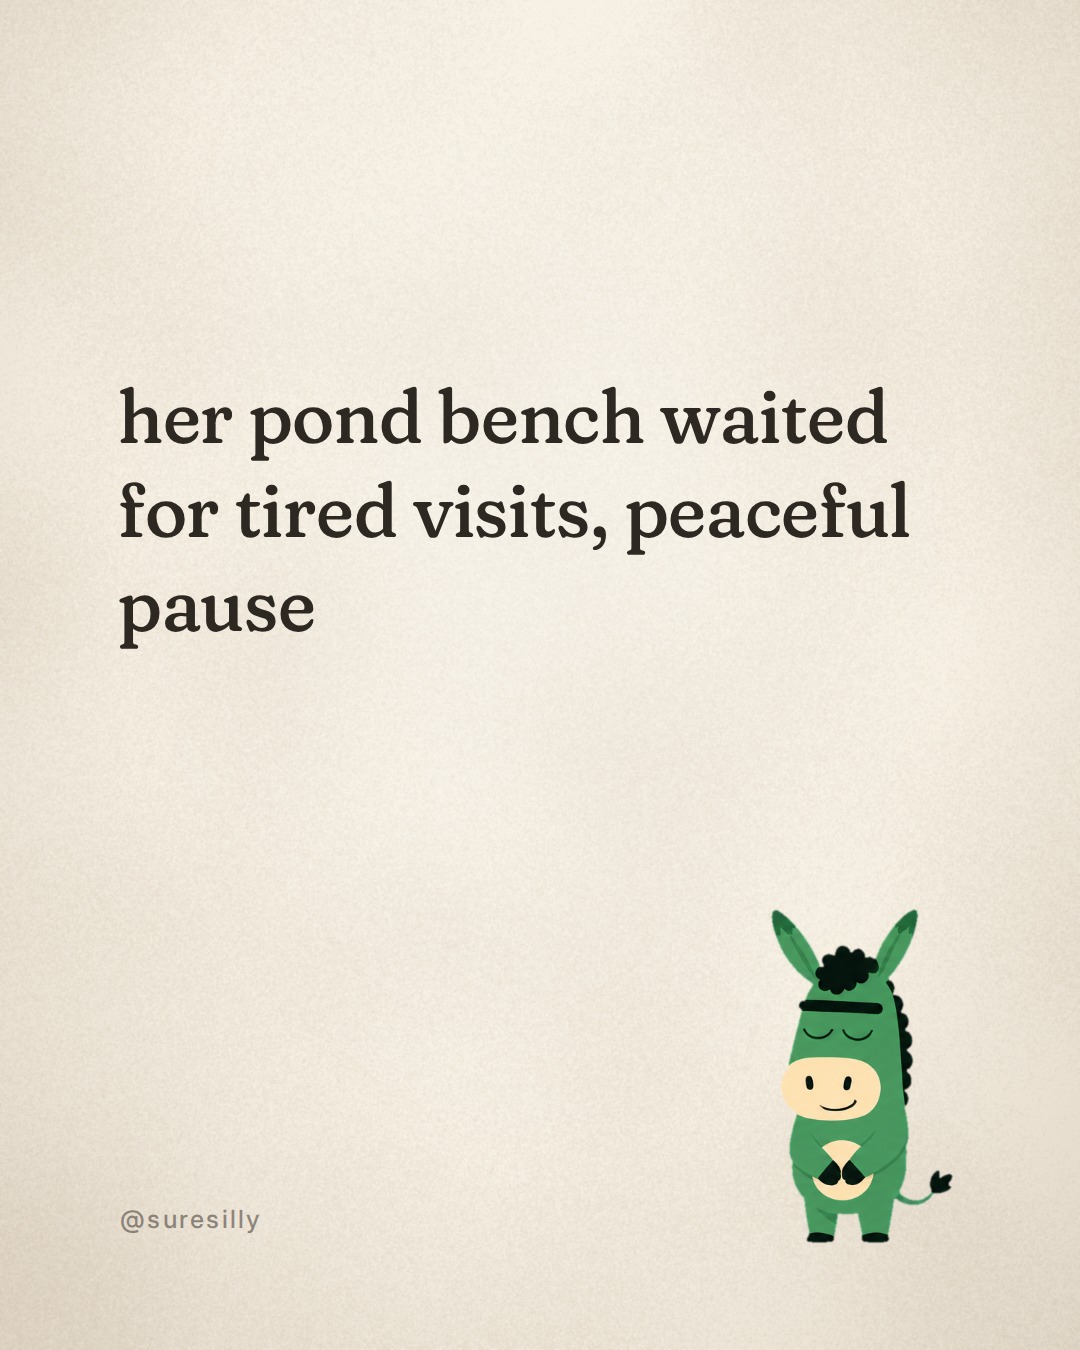 her pond bench waited
for tired visits, peaceful
pause
@suresilly